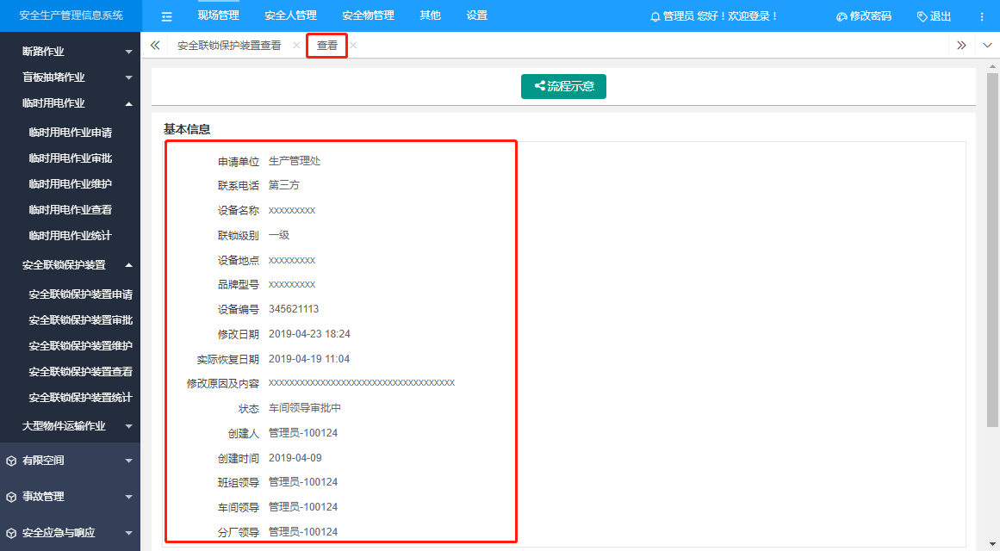 安全生产管理信息系统
现场管理 安全人管理 安全物管理 其他 设置
管理员 您好！欢迎登录！ 修改密码 退出
安全联锁保护装置查看 查看
断路作业
盲板抽堵作业
临时用电作业
临时用电作业申请
临时用电作业审批
临时用电作业维护
临时用电作业查看
临时用电作业统计
安全联锁保护装置
安全联锁保护装置申请
安全联锁保护装置审批
安全联锁保护装置维护
安全联锁保护装置查看
安全联锁保护装置统计
大型物件运输作业
有限空间
事故管理
安全应急与响应
流程示意
基本信息
申请单位 生产管理处
联系电话 第三方
设备名称 xxxxxxxxx
联锁级别 一级
设备地点 xxxxxxxxx
品牌型号 xxxxxxxxx
设备编号 345621113
修改日期 2019-04-23 18:24
实际恢复日期 2019-04-19 11:04
修改原因及内容 xxxxxxxxxxxxxxxxxxxxxxxxxxxxxxxxxxxx
状态 车间领导审批中
创建人 管理员-100124
创建时间 2019-04-09
班组领导 管理员-100124
车间领导 管理员-100124
分厂领导 管理员-100124